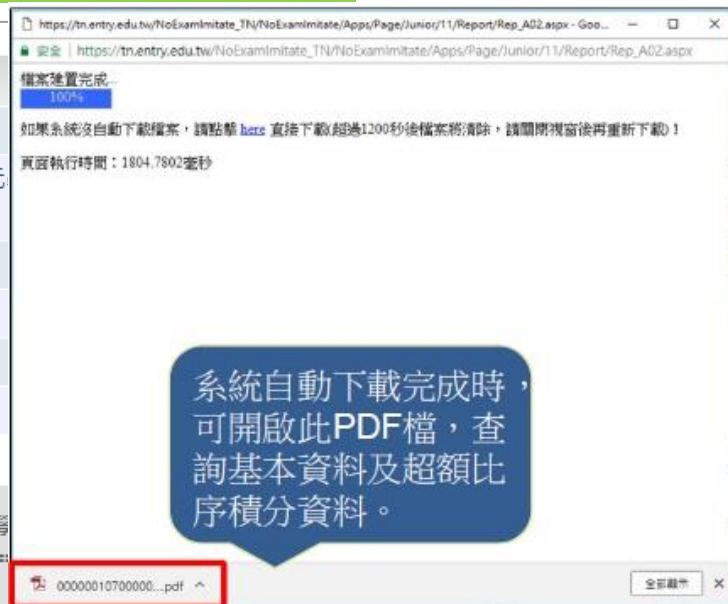 https://tn.entry.edu.tw/NoExamImitate_TN/NoExamImitate/Apps/Page/Junior/11/Report/Rep_A02.aspx - Goo...
安全 | https://tn.entry.edu.tw/NoExamImitate_TN/NoExamImitate/Apps/Page/Junior/11/Report/Rep_A02.aspx
檔案建置完成...
100%
如果系統沒自動下載檔案，請點擊 here 直接下載(超過1200秒後檔案將清除，請關閉視窗後再重新下載)！
頁面執行時間：1804.7802毫秒
系統自動下載完成時，
可開啟此PDF檔，查
詢基本資料及超額比
序積分資料。
00000010700000...pdf
全部顯示